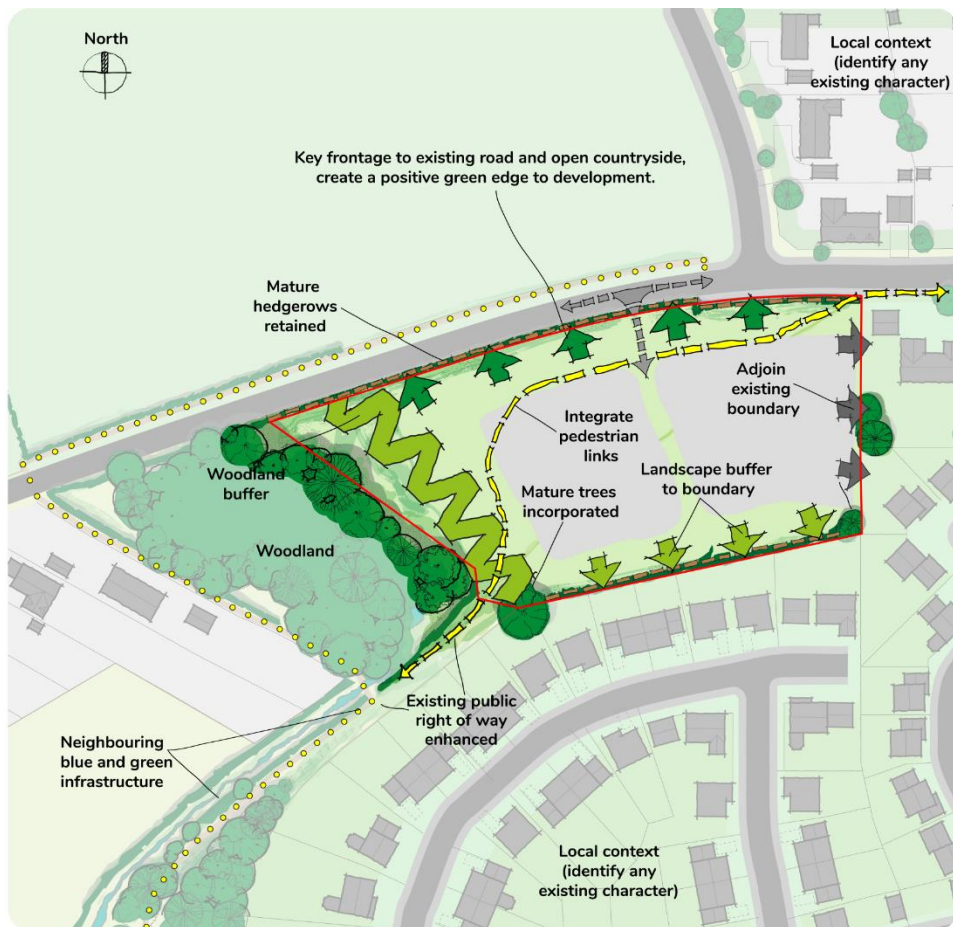 North
Local context
(identify any
existing character)
Key frontage to existing road and open countryside,
create a positive green edge to development.
Mature
hedgerows
retained
Adjoin
existing
boundary
Integrate
pedestrian
links
Woodland
buffer
Landscape buffer
to boundary
Mature trees
incorporated
Woodland
Existing public
right of way
enhanced
Neighbouring
blue and green
infrastructure
Local context
(identify any
existing character)